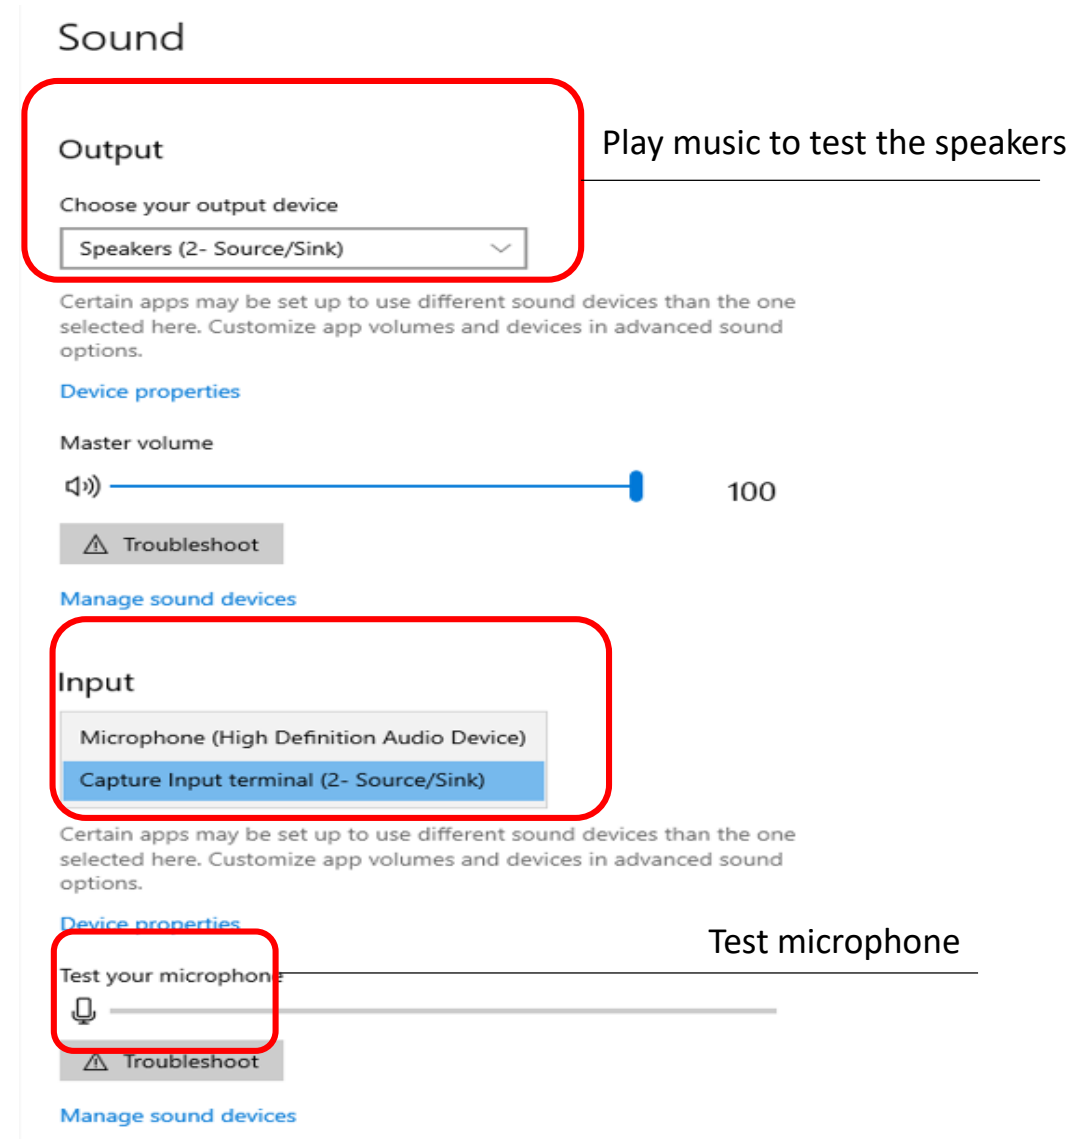 Sound
Output
Play music to test the speakers
Choose your output device
Speakers (2- Source/Sink)
Certain apps may be set up to use different sound devices than the one
selected here. Customize app volumes and devices in advanced sound
options.
Device properties
Master volume
100
Troubleshoot
Manage sound devices
Input
Microphone (High Definition Audio Device)
Capture Input terminal (2- Source/Sink)
Certain apps may be set up to use different sound devices than the one
selected here. Customize app volumes and devices in advanced sound
options.
Device properties
Test microphone
Test your microphone
Troubleshoot
Manage sound devices